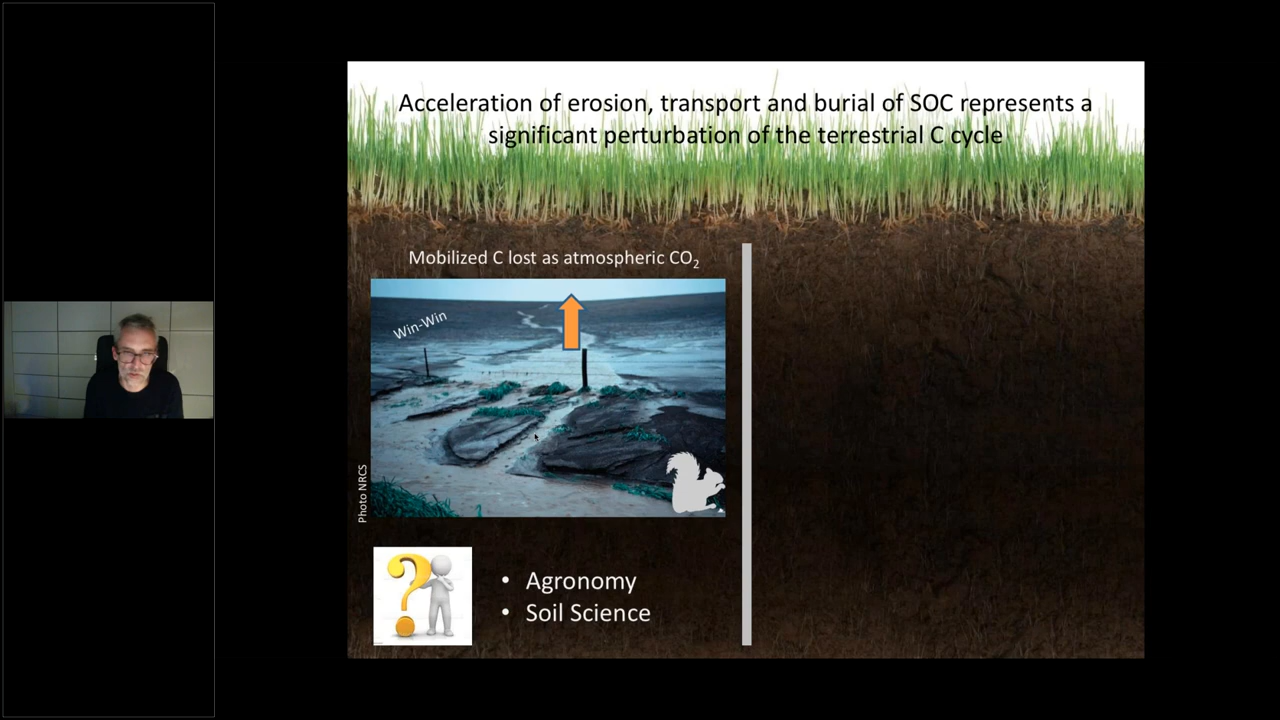 Acceleration of erosion, transport and burial of SOC represents a
significant perturbation of the terrestrial C cycle
Mobilized C lost as atmospheric CO₂
Win-Win
Photo NRCS
• Agronomy
• Soil Science